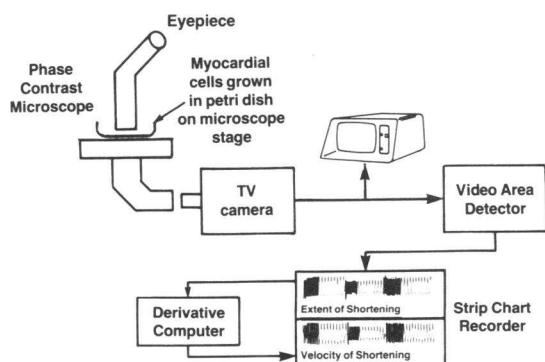 Eyepiece
Phase
Contrast
Microscope
Myocardial
cells grown
in petri dish
on microscope
stage
TV
camera
Video Area
Detector
Derivative
Computer
Extent of Shortening
Velocity of Shortening
Strip Chart
Recorder